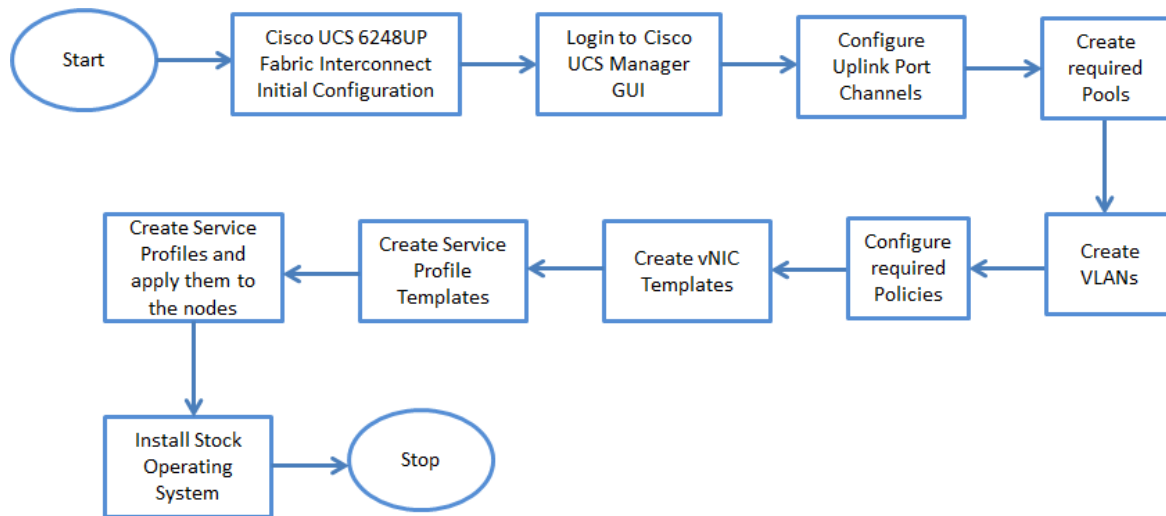 Start
Cisco UCS 6248UP
Fabric Interconnect
Initial Configuration
Login to Cisco
UCS Manager
GUI
Configure
Uplink Port
Channels
Create
required
Pools
Create
VLANs
Configure
required
Policies
Create vNIC
Templates
Create Service
Profile
Templates
Create Service
Profiles and
apply them to
the nodes
Install Stock
Operating
System
Stop